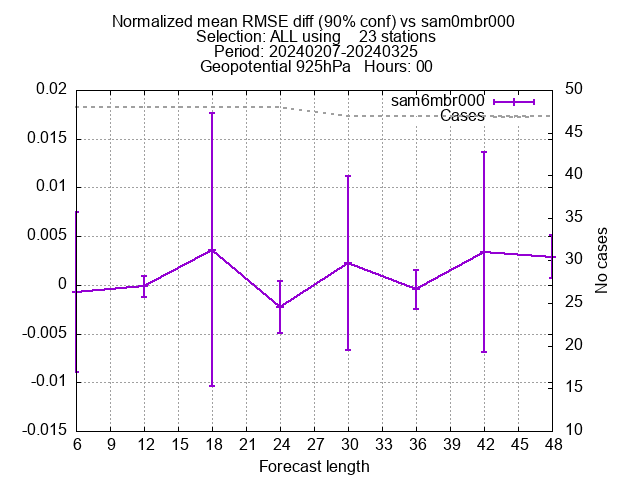 Normalized mean RMSE diff (90% conf) vs sam0mbr000
Selection: ALL using 23 stations
Period: 20240207-20240325
Geopotential 925hPa Hours: 00
sam6mbr000
Cases
0.02
0.015
0.01
0.005
0
-0.005
-0.01
-0.015
50
45
40
35
30
25
20
15
10
No cases
6 9 12 15 18 21 24 27 30 33 36 39 42 45 48
Forecast length